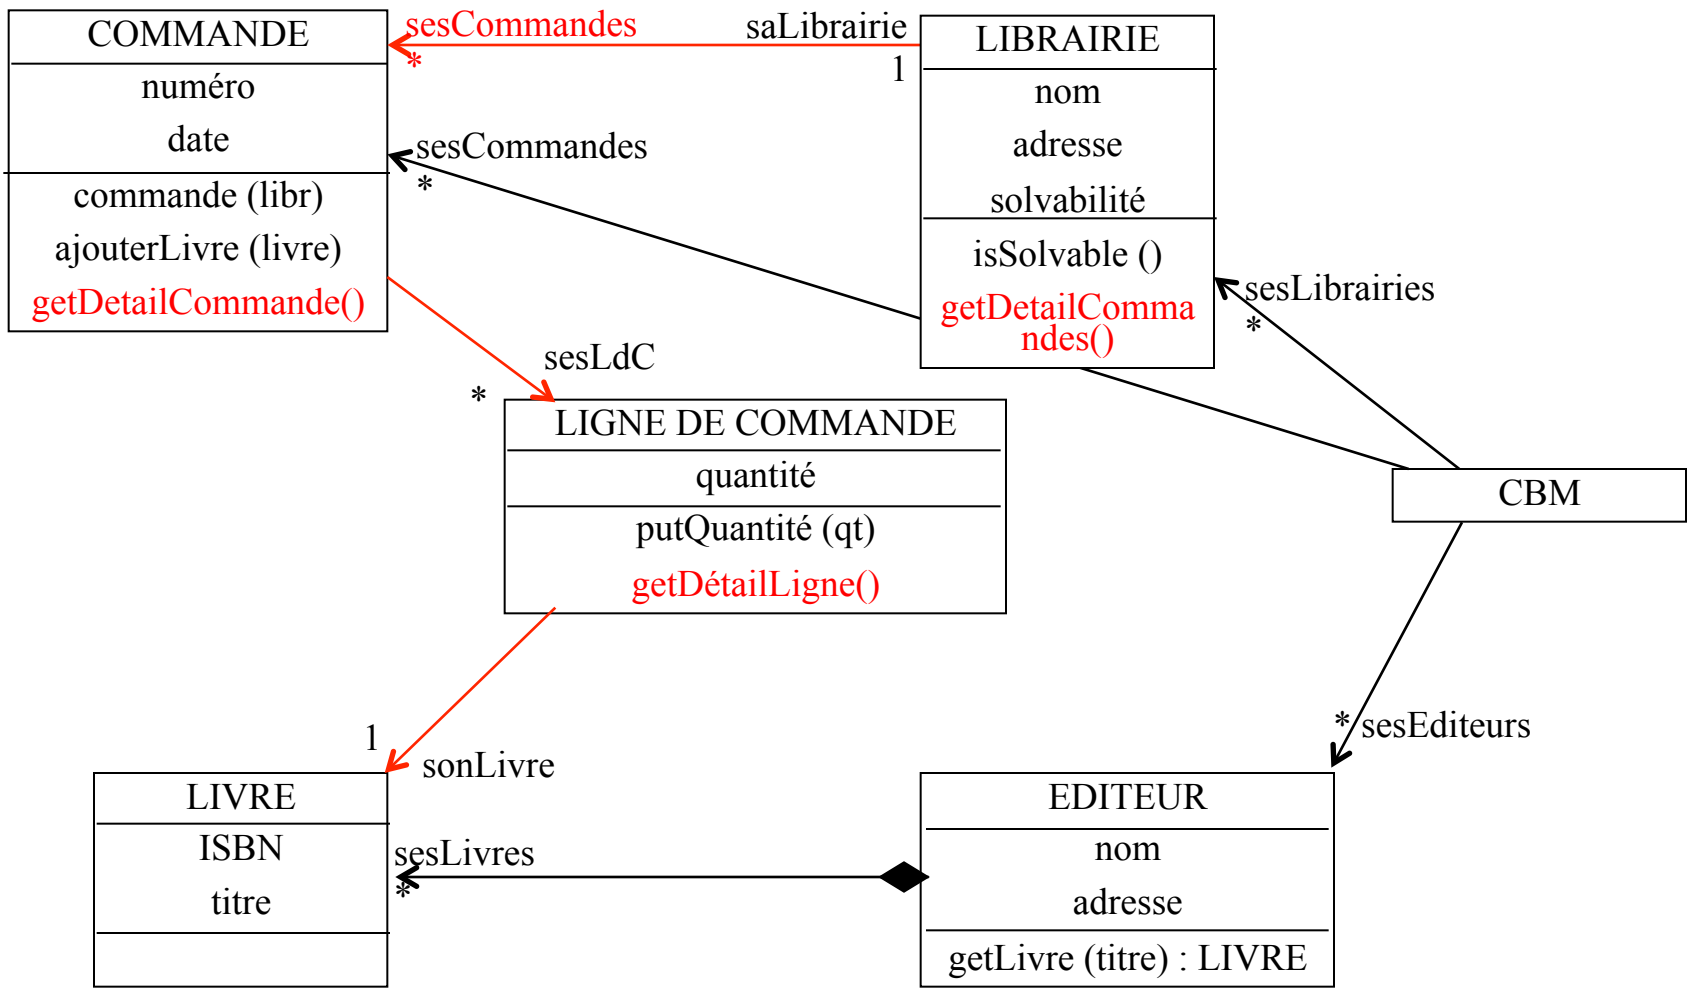 COMMANDE
numéro
date
commande (libr)
ajouterLivre (livre)
getDetailCommande()
sesCommandes
*
saLibrairie
1
LIBRAIRIE
nom
adresse
solvabilité
isSolvable ()
getDetailComma
ndes()
sesCommandes
*
sesLibrairies
*
sesLdC
*
LIGNE DE COMMANDE
quantité
putQuantité (qt)
getDétailLigne()
CBM
1
sonLivre
* sesEditeurs
LIVRE
ISBN
titre
sesLivres
*
EDITEUR
nom
adresse
getLivre (titre) : LIVRE